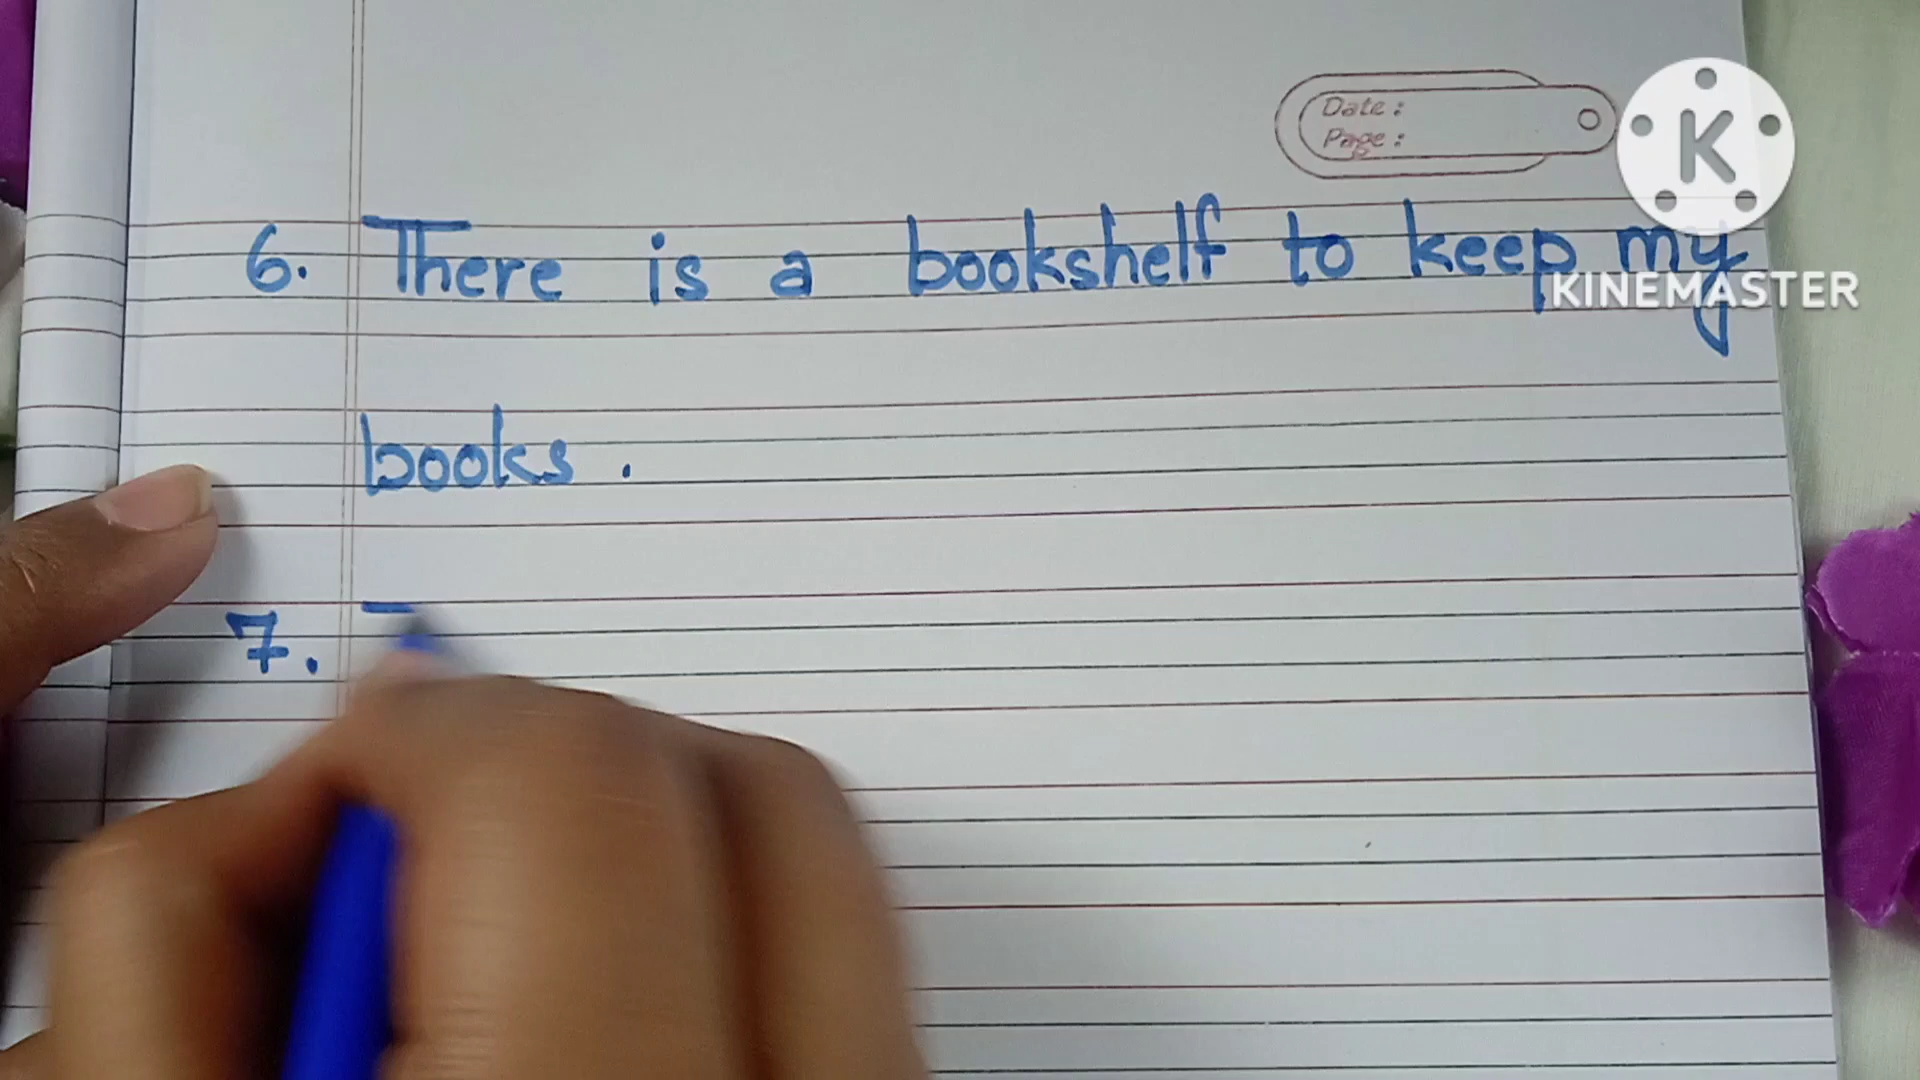 Date :
Page :
K
KINEMASTER
6. There is a bookshelf to keep my
books .
7.